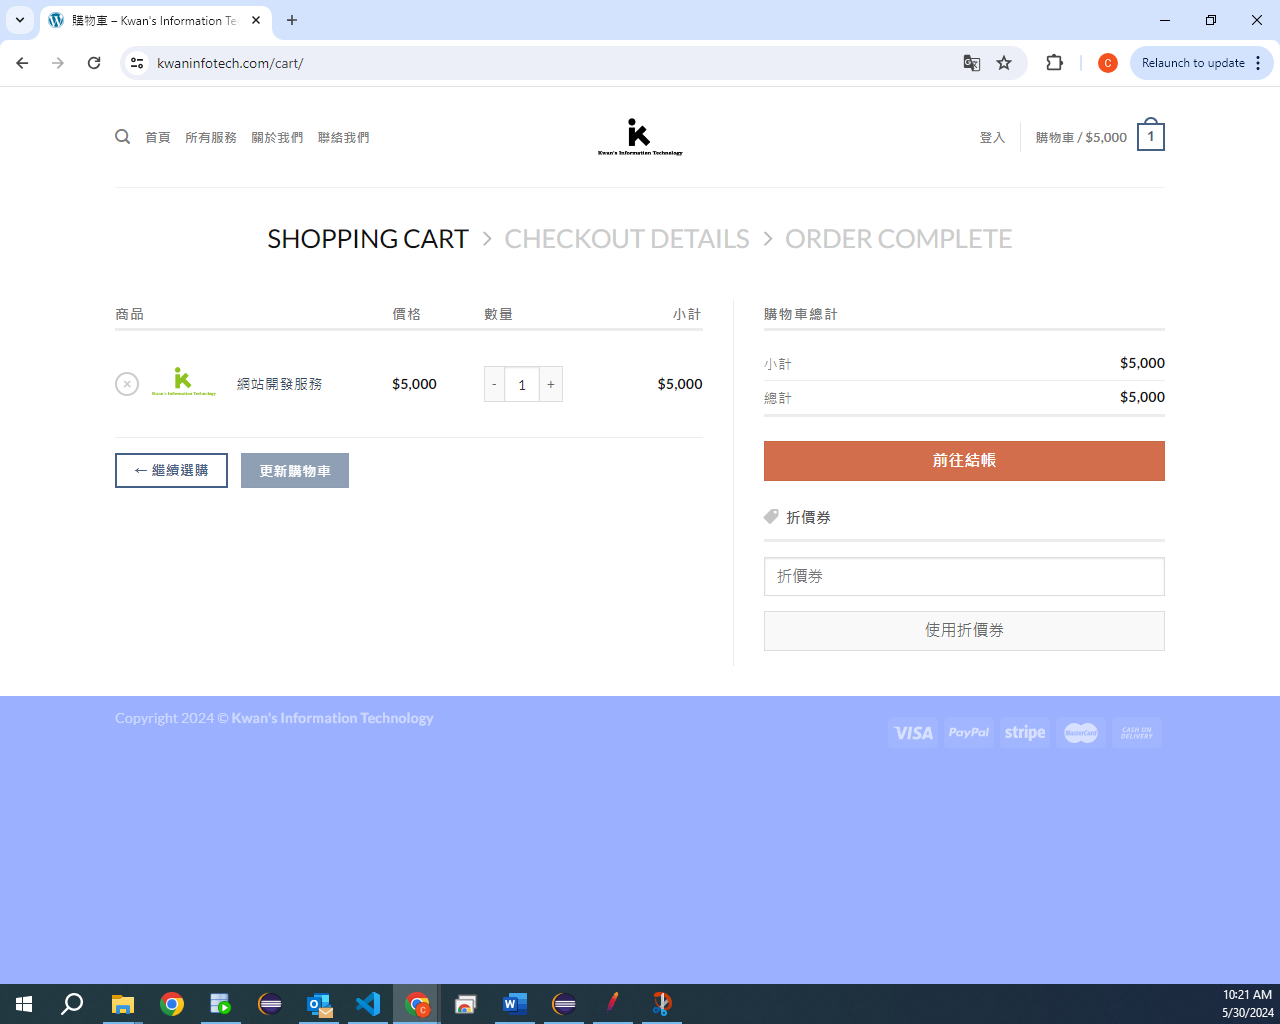 購物車 – Kwan's Information Te
kwaninfotech.com/cart/
C
Relaunch to update
首頁
所有服務
關於我們
聯絡我們
ik
Kwan's Information Technology
登入
購物車 / $5,000
1
SHOPPING CART > CHECKOUT DETAILS > ORDER COMPLETE
商品 價格 數量 小計
ik
Kwan's Information Technology
網站開發服務 $5,000 - 1 + $5,000
← 繼續選購
更新購物車
購物車總計
小計 $5,000
總計 $5,000
前往結帳
折價券
折價券
使用折價券
Copyright 2024 © Kwan's Information Technology
VISA PayPal stripe MasterCard CASH ON DELIVERY
10:21 AM
5/30/2024